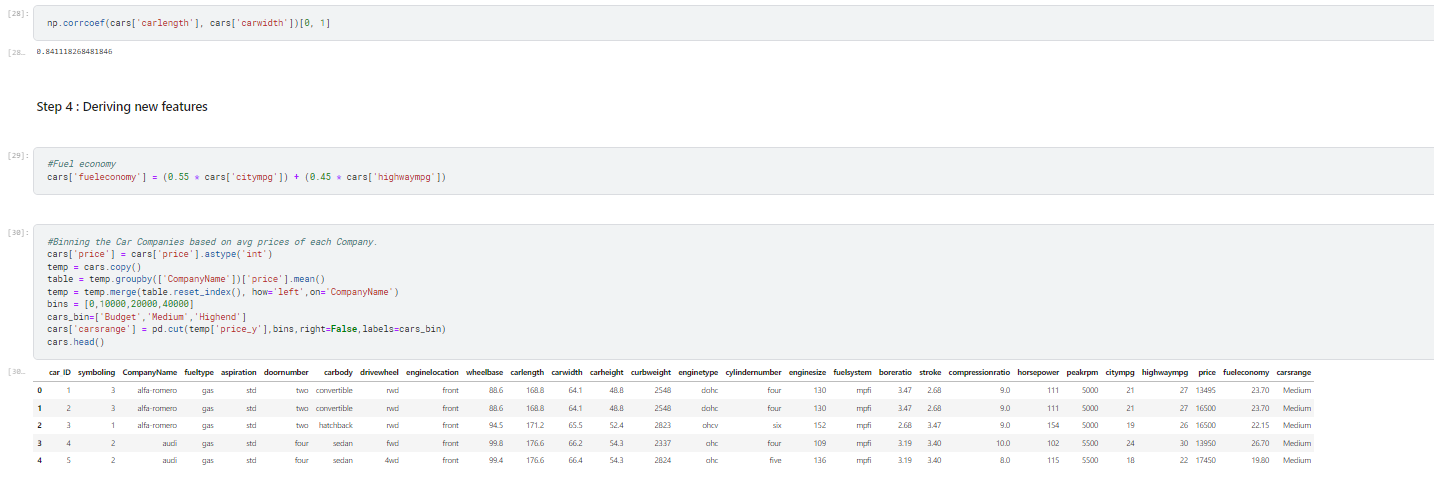 [28]:
np.corrcoef(cars['carlength'], cars['carwidth'])[0, 1]
[28…
0.841118268481846
Step 4 : Deriving new features
[29]:
#Fuel economy
cars['fueleconomy'] = (0.55 * cars['citympg']) + (0.45 * cars['highwaympg'])
[30]:
#Binning the Car Companies based on avg prices of each Company.
cars['price'] = cars['price'].astype('int')
temp = cars.copy()
table = temp.groupby(['CompanyName'])['price'].mean()
temp = temp.merge(table.reset_index(), how='left',on='CompanyName')
bins = [0,10000,20000,40000]
cars_bin=['Budget','Medium','Highend']
cars['carsrange'] = pd.cut(temp['price_y'],bins,right=False,labels=cars_bin)
cars.head()
[30…
car_ID symboling CompanyName fueltype aspiration doornumber carbody drivewheel enginelocation wheelbase carlength carwidth carheight curbweight enginetype cylindernumber enginesize fuelsystem boreratio stroke compressionratio horsepower peakrpm citympg highwaympg price fueleconomy carsrange
0 1 3 alfa-romero gas std two convertible rwd front 88.6 168.8 64.1 48.8 2548 dohc four 130 mpfi 3.47 2.68 9.0 111 5000 21 27 13495 23.70 Medium
1 2 3 alfa-romero gas std two convertible rwd front 88.6 168.8 64.1 48.8 2548 dohc four 130 mpfi 3.47 2.68 9.0 111 5000 21 27 16500 23.70 Medium
2 3 1 alfa-romero gas std two hatchback rwd front 94.5 171.2 65.5 52.4 2823 ohcv six 152 mpfi 2.68 3.47 9.0 154 5000 19 26 16500 22.15 Medium
3 4 2 audi gas std four sedan fwd front 99.8 176.6 66.2 54.3 2337 ohc four 109 mpfi 3.19 3.40 10.0 102 5500 24 30 13950 26.70 Medium
4 5 2 audi gas std four sedan 4wd front 99.4 176.6 66.4 54.3 2824 ohc five 136 mpfi 3.19 3.40 8.0 115 5500 18 22 17450 19.80 Medium